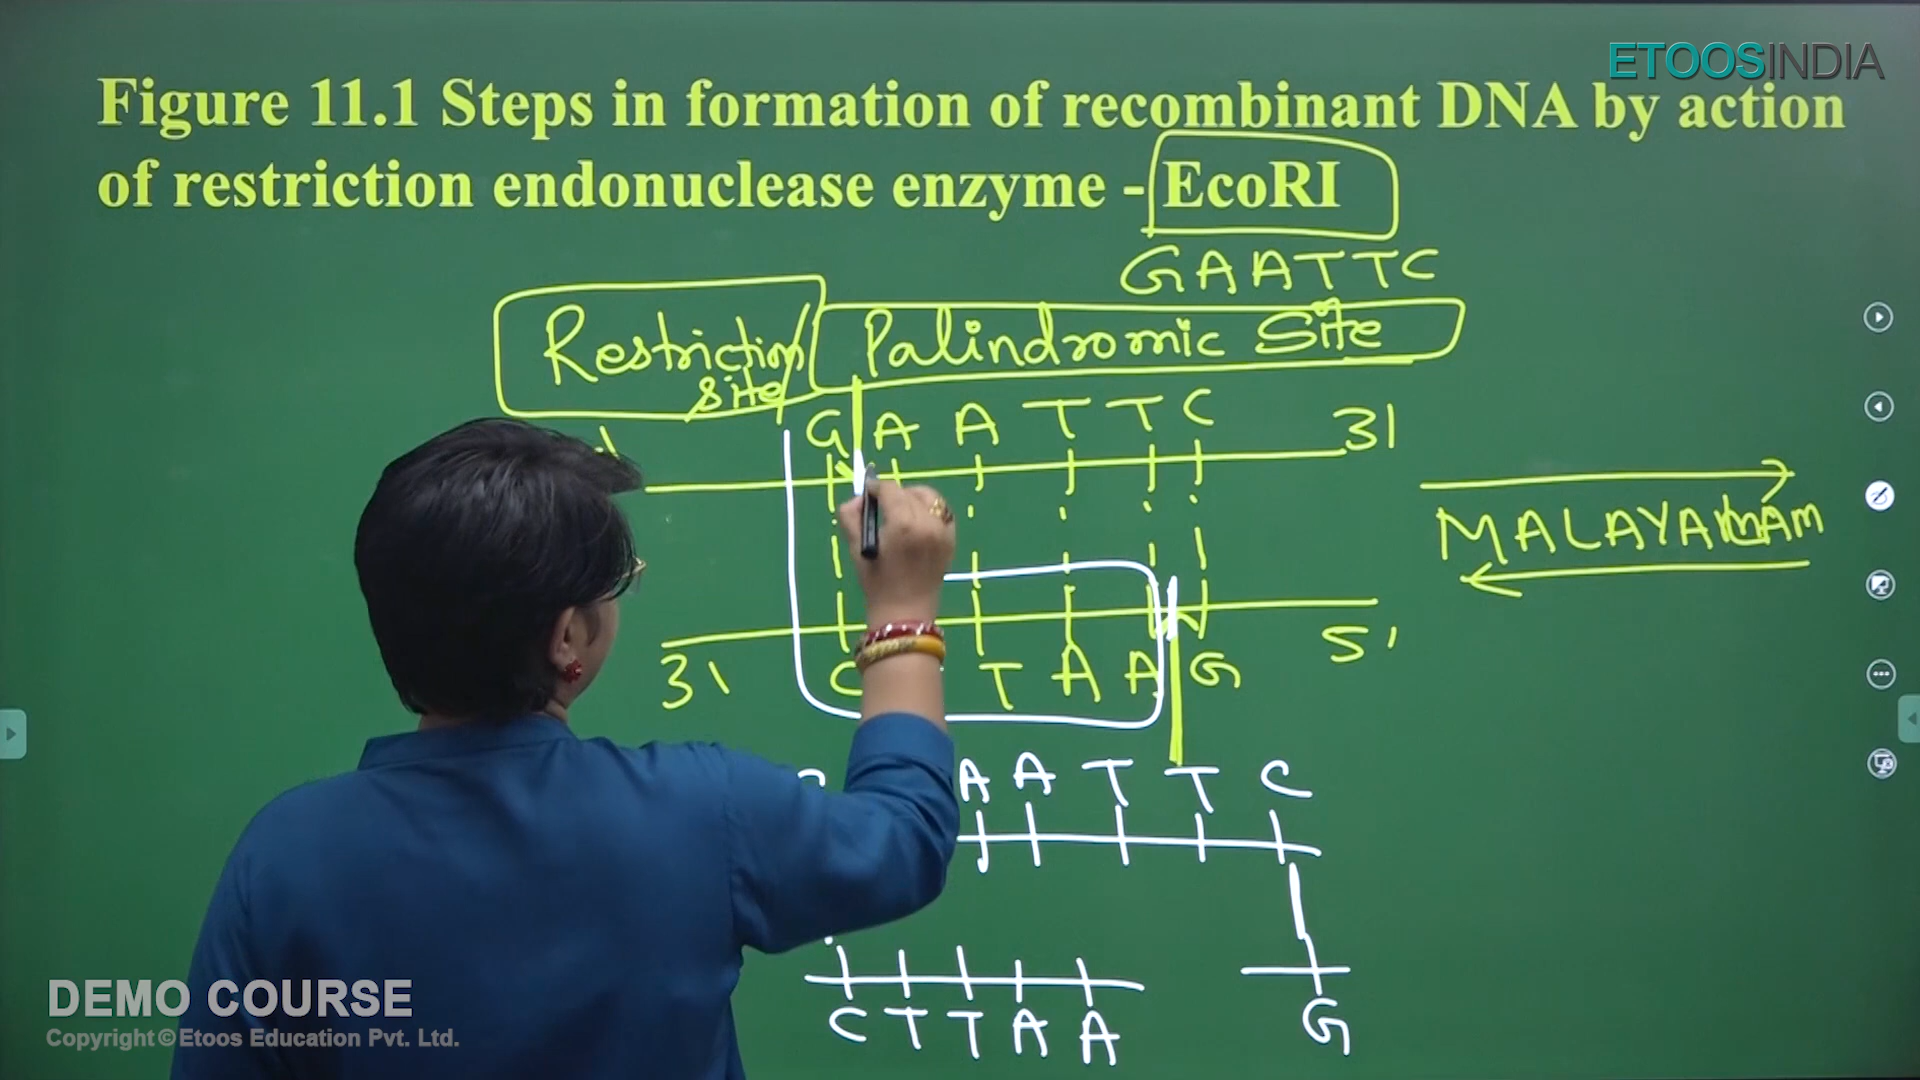 ETOOSINDIA
Figure 11.1 Steps in formation of recombinant DNA by action
of restriction endonuclease enzyme - EcoRI
GAATTC
Restriction
site
Palindromic Site
G A A T T C 3'
MALAYALAM
3' C T A A G 5'
A A T T C
C T T A A G
DEMO COURSE
Copyright © Etoos Education Pvt. Ltd.